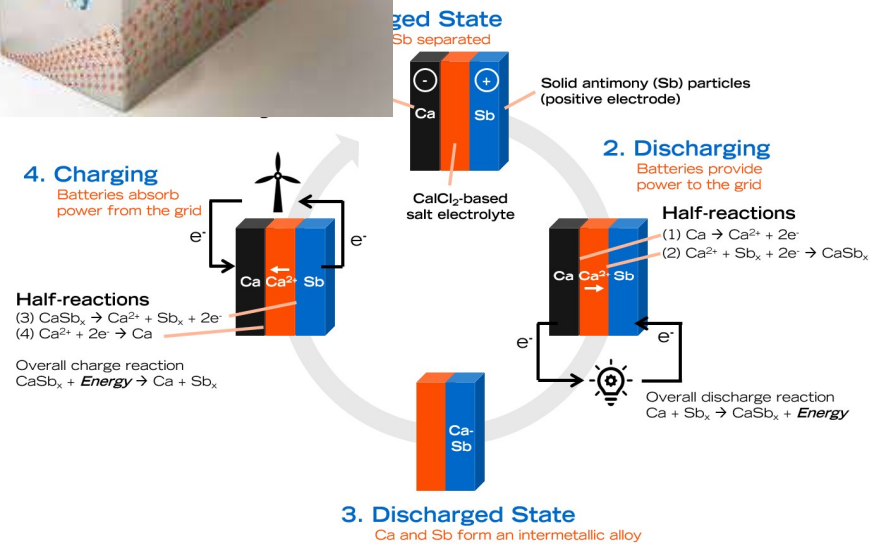 ged State
Sb separated
-
+
Ca
Sb
Solid antimony (Sb) particles
(positive electrode)
CalCl₂-based
salt electrolyte
2. Discharging
Batteries provide
power to the grid
Half-reactions
(1) Ca → Ca²⁺ + 2e⁻
(2) Ca²⁺ + Sbₓ + 2e⁻ → CaSbₓ
Ca
Ca²⁺
Sb
e⁻
e⁻
Overall discharge reaction
Ca + Sbₓ → CaSbₓ + Energy
Ca-
Sb
3. Discharged State
Ca and Sb form an intermetallic alloy
4. Charging
Batteries absorb
power from the grid
e⁻
e⁻
Ca
Ca²⁺
Sb
Half-reactions
(3) CaSbₓ → Ca²⁺ + Sbₓ + 2e⁻
(4) Ca²⁺ + 2e⁻ → Ca
Overall charge reaction
CaSbₓ + Energy → Ca + Sbₓ